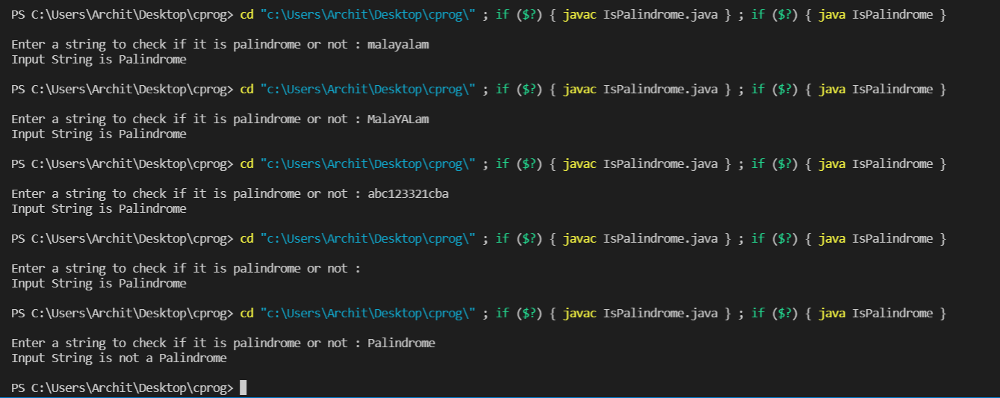 PS C:\Users\Archit\Desktop\cprog> cd "c:\Users\Archit\Desktop\cprog\" ; if ($?) { javac IsPalindrome.java } ; if ($?) { java IsPalindrome }
Enter a string to check if it is palindrome or not : malayalam
Input String is Palindrome
PS C:\Users\Archit\Desktop\cprog> cd "c:\Users\Archit\Desktop\cprog\" ; if ($?) { javac IsPalindrome.java } ; if ($?) { java IsPalindrome }
Enter a string to check if it is palindrome or not : MalaYALam
Input String is Palindrome
PS C:\Users\Archit\Desktop\cprog> cd "c:\Users\Archit\Desktop\cprog\" ; if ($?) { javac IsPalindrome.java } ; if ($?) { java IsPalindrome }
Enter a string to check if it is palindrome or not : abc123321cba
Input String is Palindrome
PS C:\Users\Archit\Desktop\cprog> cd "c:\Users\Archit\Desktop\cprog\" ; if ($?) { javac IsPalindrome.java } ; if ($?) { java IsPalindrome }
Enter a string to check if it is palindrome or not :
Input String is Palindrome
PS C:\Users\Archit\Desktop\cprog> cd "c:\Users\Archit\Desktop\cprog\" ; if ($?) { javac IsPalindrome.java } ; if ($?) { java IsPalindrome }
Enter a string to check if it is palindrome or not : Palindrome
Input String is not a Palindrome
PS C:\Users\Archit\Desktop\cprog>